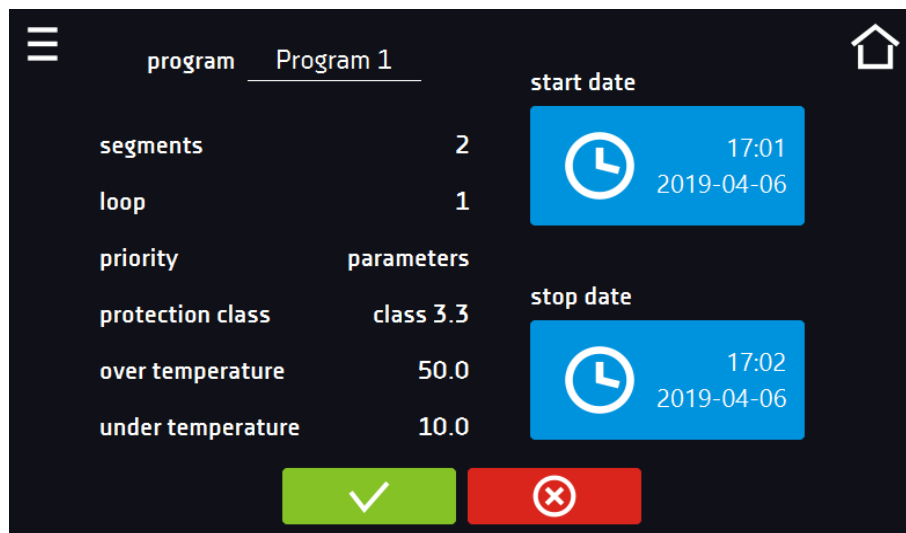 program Program 1
segments 2
loop 1
priority parameters
protection class class 3.3
over temperature 50.0
under temperature 10.0
start date
17:01
2019-04-06
stop date
17:02
2019-04-06